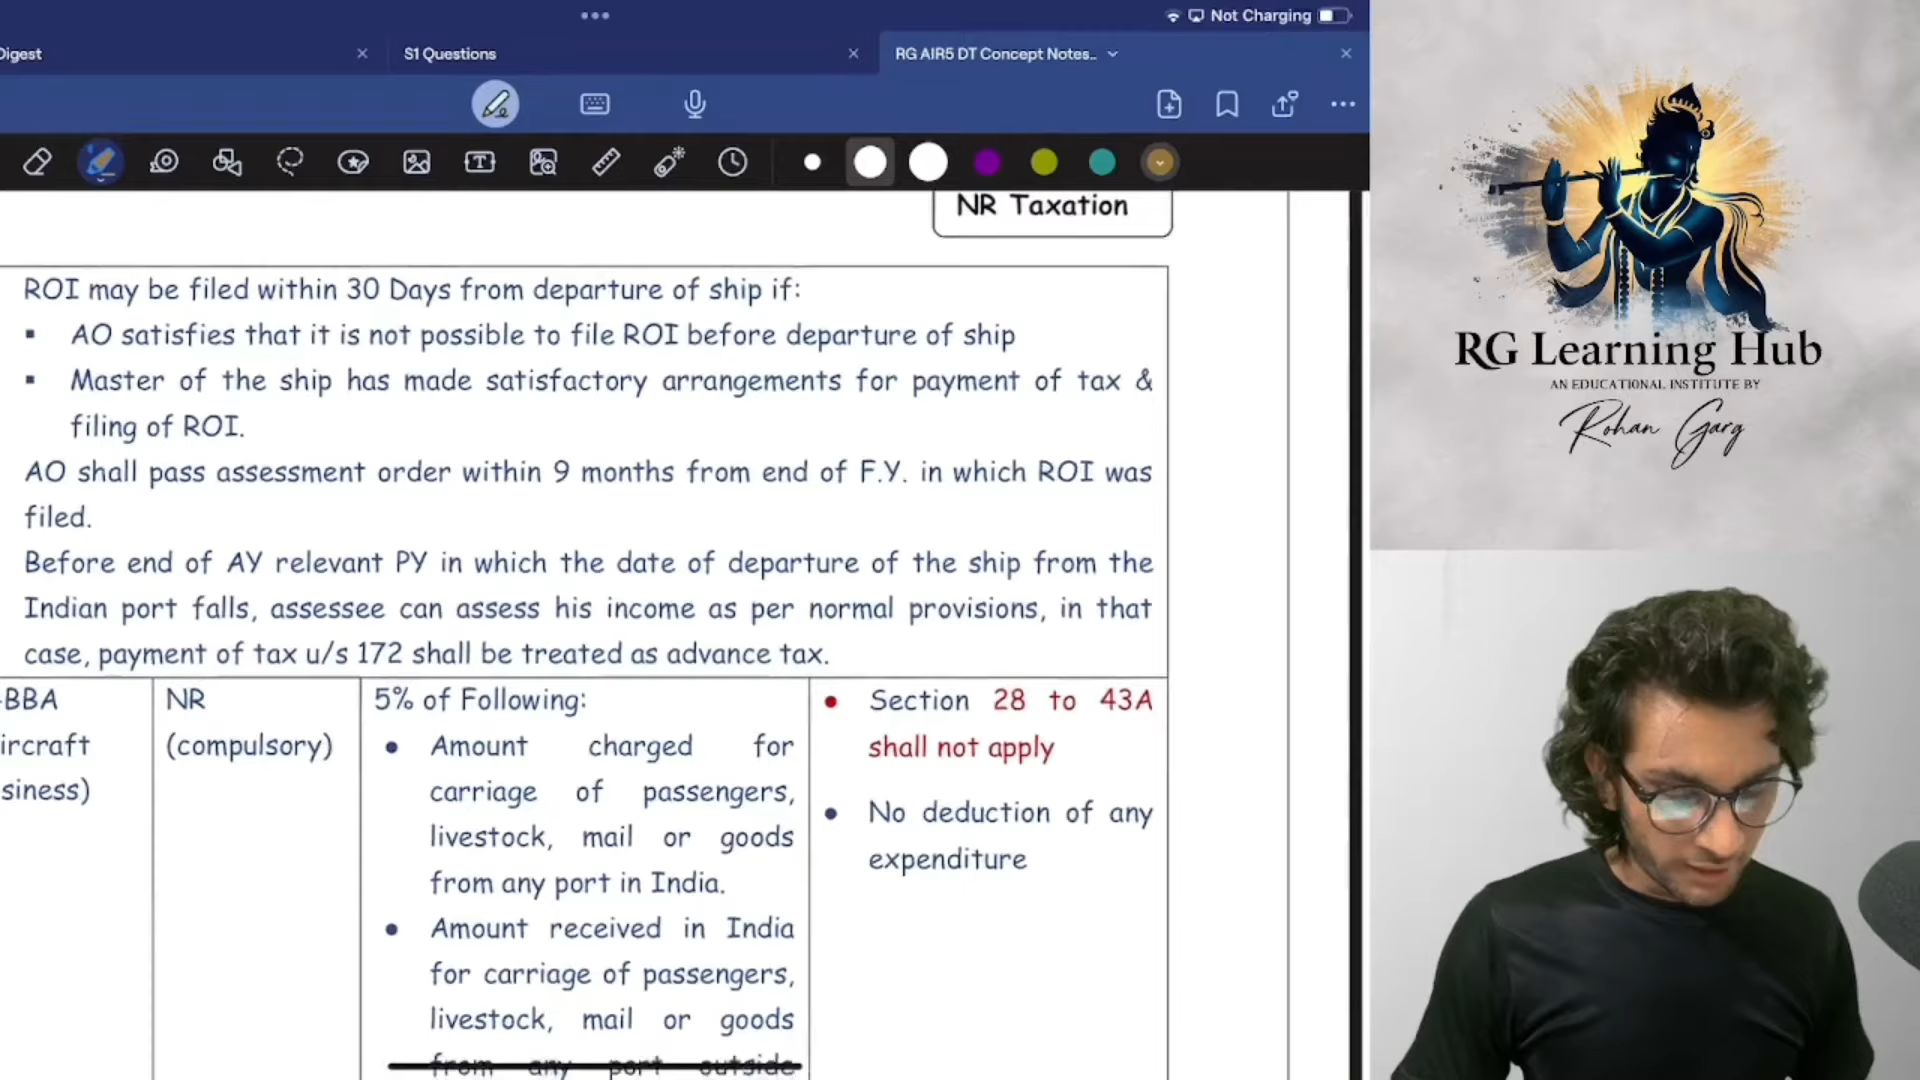 Not Charging
Digest
S1 Questions
RG AIR5 DT Concept Notes..
NR Taxation
ROI may be filed within 30 Days from departure of ship if:
▪ AO satisfies that it is not possible to file ROI before departure of ship
▪ Master of the ship has made satisfactory arrangements for payment of tax &
filing of ROI.
AO shall pass assessment order within 9 months from end of F.Y. in which ROI was
filed.
Before end of AY relevant PY in which the date of departure of the ship from the
Indian port falls, assessee can assess his income as per normal provisions, in that
case, payment of tax u/s 172 shall be treated as advance tax.
-BBA
ircraft
siness)
NR
(compulsory)
5% of Following:
• Amount charged for
carriage of passengers,
livestock, mail or goods
from any port in India.
• Amount received in India
for carriage of passengers,
livestock, mail or goods
from any port outside
• Section 28 to 43A
shall not apply
• No deduction of any
expenditure
RG Learning Hub
AN EDUCATIONAL INSTITUTE BY
Rohan Garg